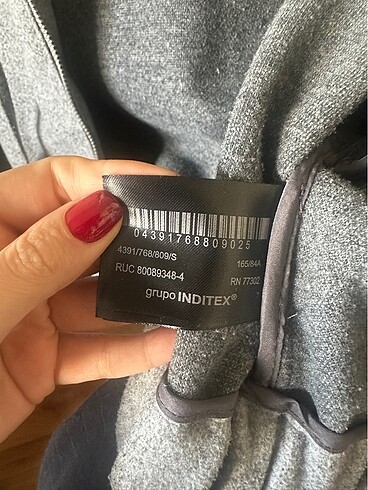 04391768809025
4391/768/809/S
165/84A
RUC 80089348-4
RN 77302
grupo INDITEX®